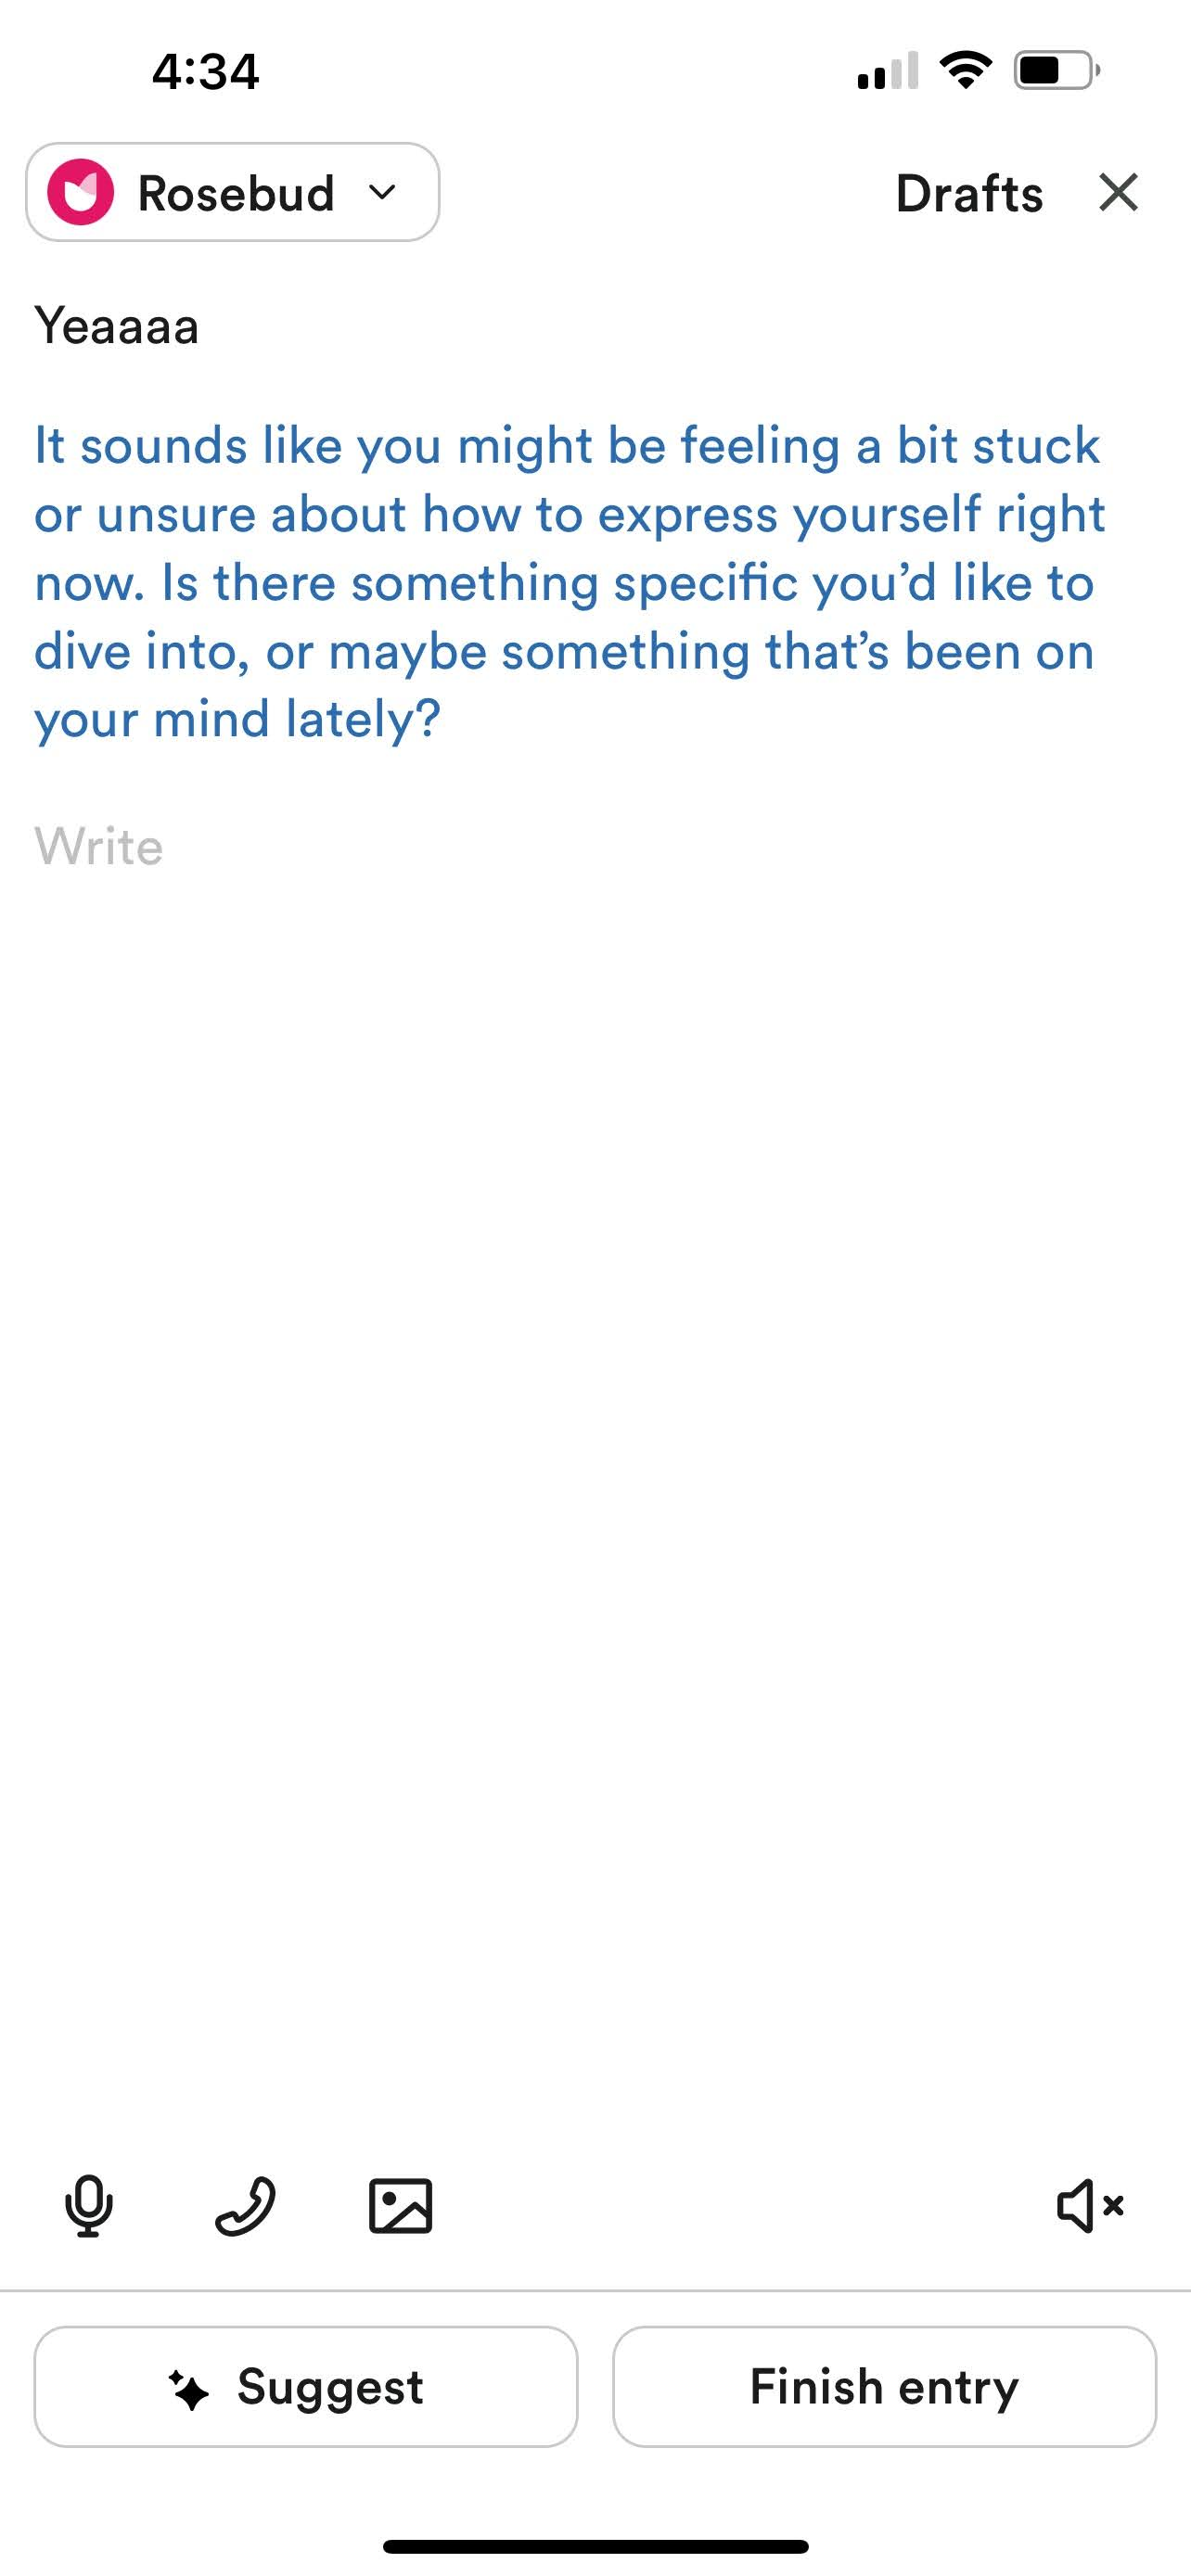 4:34
Rosebud
Drafts
Yeaaaa
It sounds like you might be feeling a bit stuck
or unsure about how to express yourself right
now. Is there something specific you’d like to
dive into, or maybe something that’s been on
your mind lately?
Write
Suggest
Finish entry